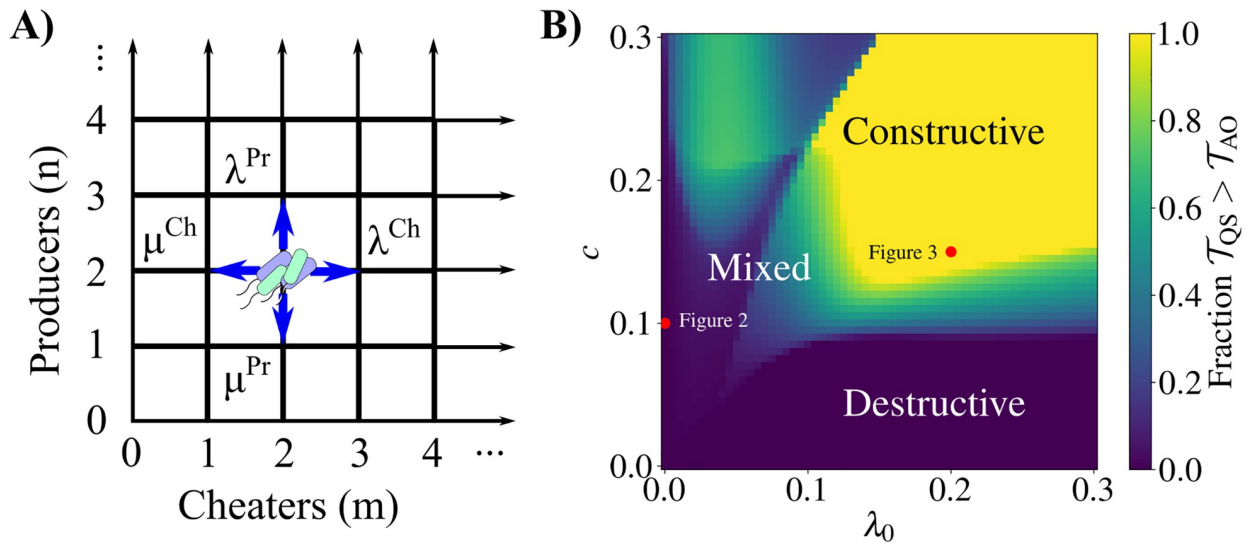 A)
⋮
4
3
2
1
0
Producers (n)
λ^Pr
μ^Ch
λ^Ch
μ^Pr
0 1 2 3 4 ...
Cheaters (m)
B)
0.3
0.2
0.1
0.0
c
Constructive
Figure 3
Mixed
Figure 2
Destructive
0.0 0.1 0.2 0.3
λ₀
1.0
0.8
0.6
0.4
0.2
0.0
Fraction 𝒯_QS > 𝒯_AO